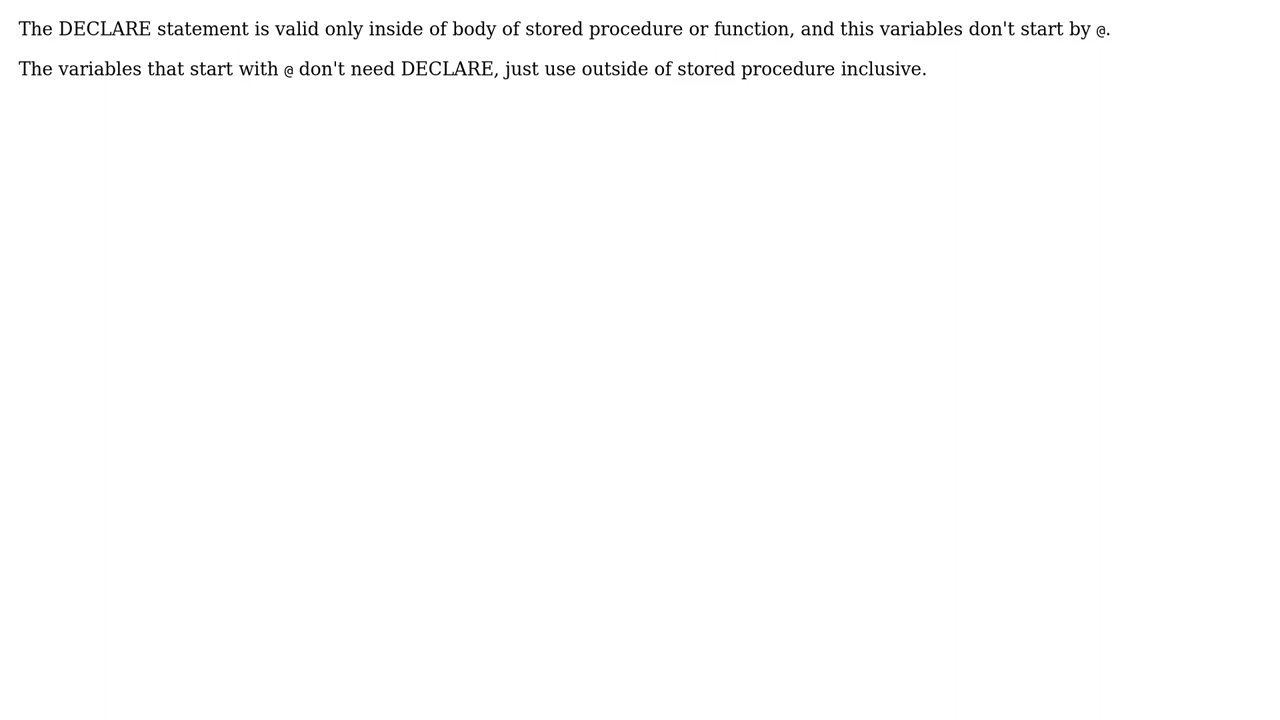 The DECLARE statement is valid only inside of body of stored procedure or function, and this variables don't start by @.
The variables that start with @ don't need DECLARE, just use outside of stored procedure inclusive.